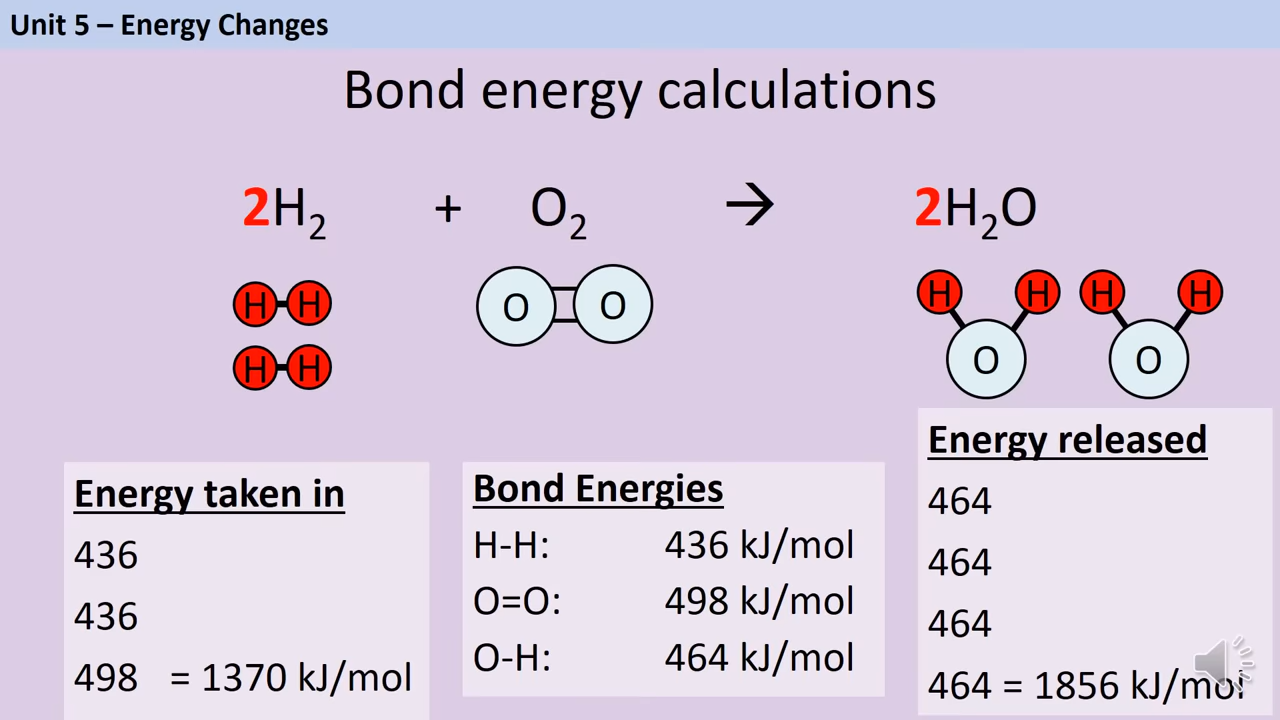 Unit 5 – Energy Changes
Bond energy calculations
2H₂ + O₂ → 2H₂O
H H O O H H H H
H H O O
Energy taken in
436
436
498 = 1370 kJ/mol
Bond Energies
H-H: 436 kJ/mol
O=O: 498 kJ/mol
O-H: 464 kJ/mol
Energy released
464
464
464
464 = 1856 kJ/mol